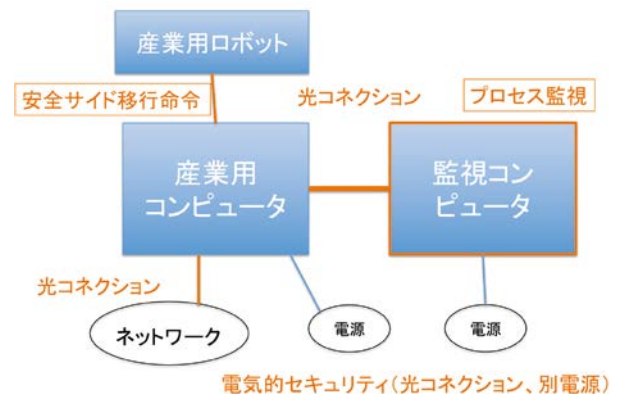 産業用ロボット
安全サイド移行命令
光コネクション
プロセス監視
産業用
コンピュータ
監視コン
ピュータ
光コネクション
ネットワーク
電源
電源
電気的セキュリティ(光コネクション、別電源)